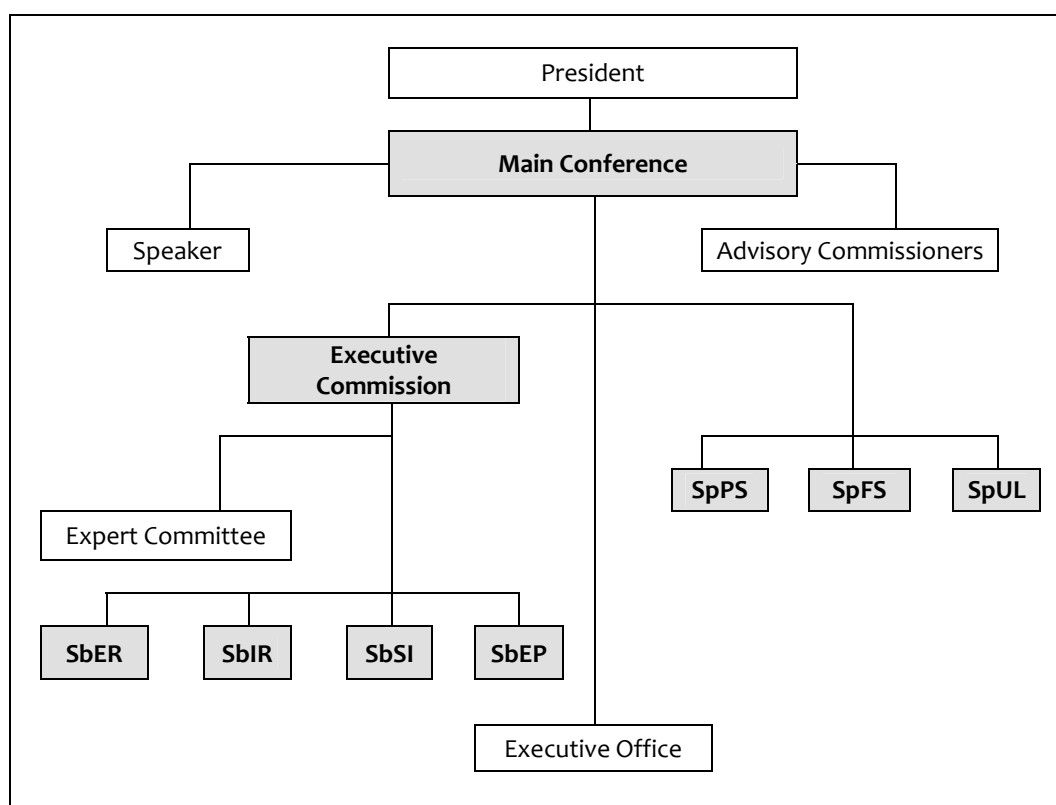 President
Main Conference
Speaker
Advisory Commissioners
Executive
Commission
SpPS
SpFS
SpUL
Expert Committee
SbER
SbIR
SbSI
SbEP
Executive Office